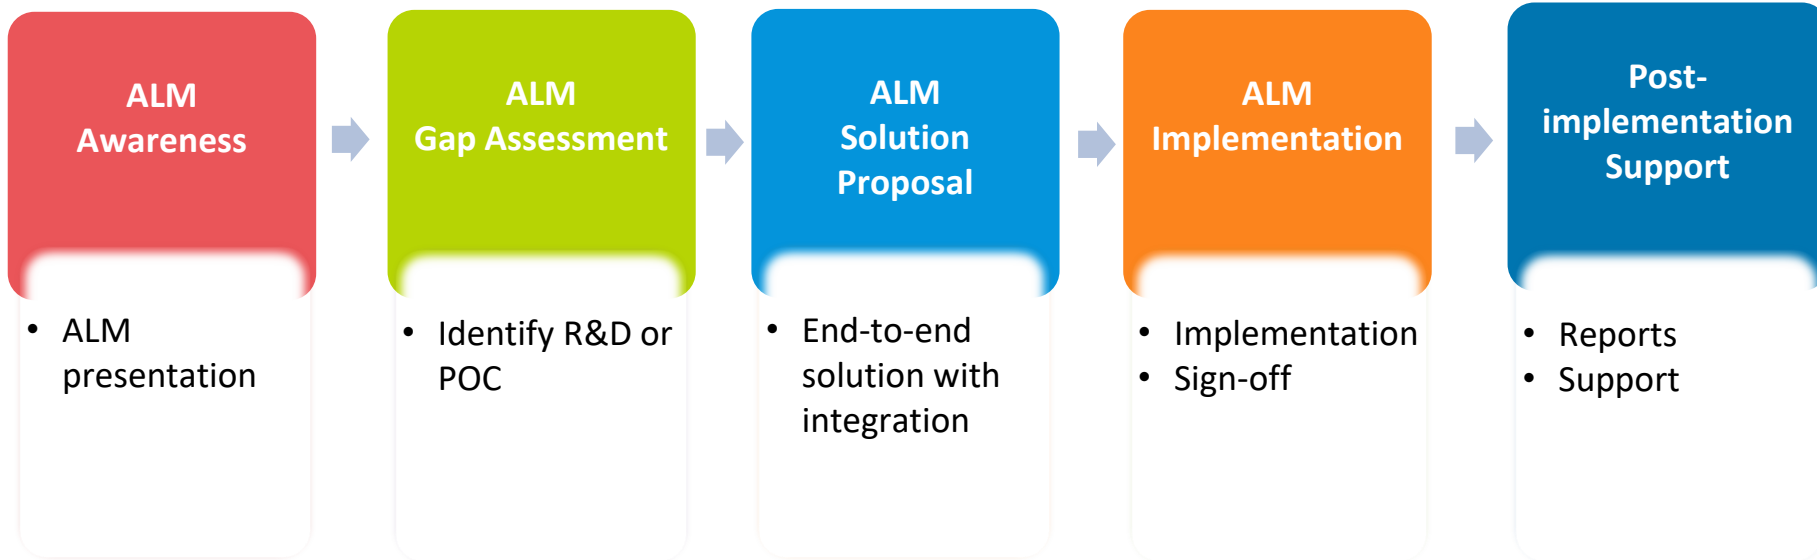 ALM
Awareness
• ALM
presentation
ALM
Gap Assessment
• Identify R&D or
POC
ALM
Solution
Proposal
• End-to-end
solution with
integration
ALM
Implementation
• Implementation
• Sign-off
Post-
implementation
Support
• Reports
• Support